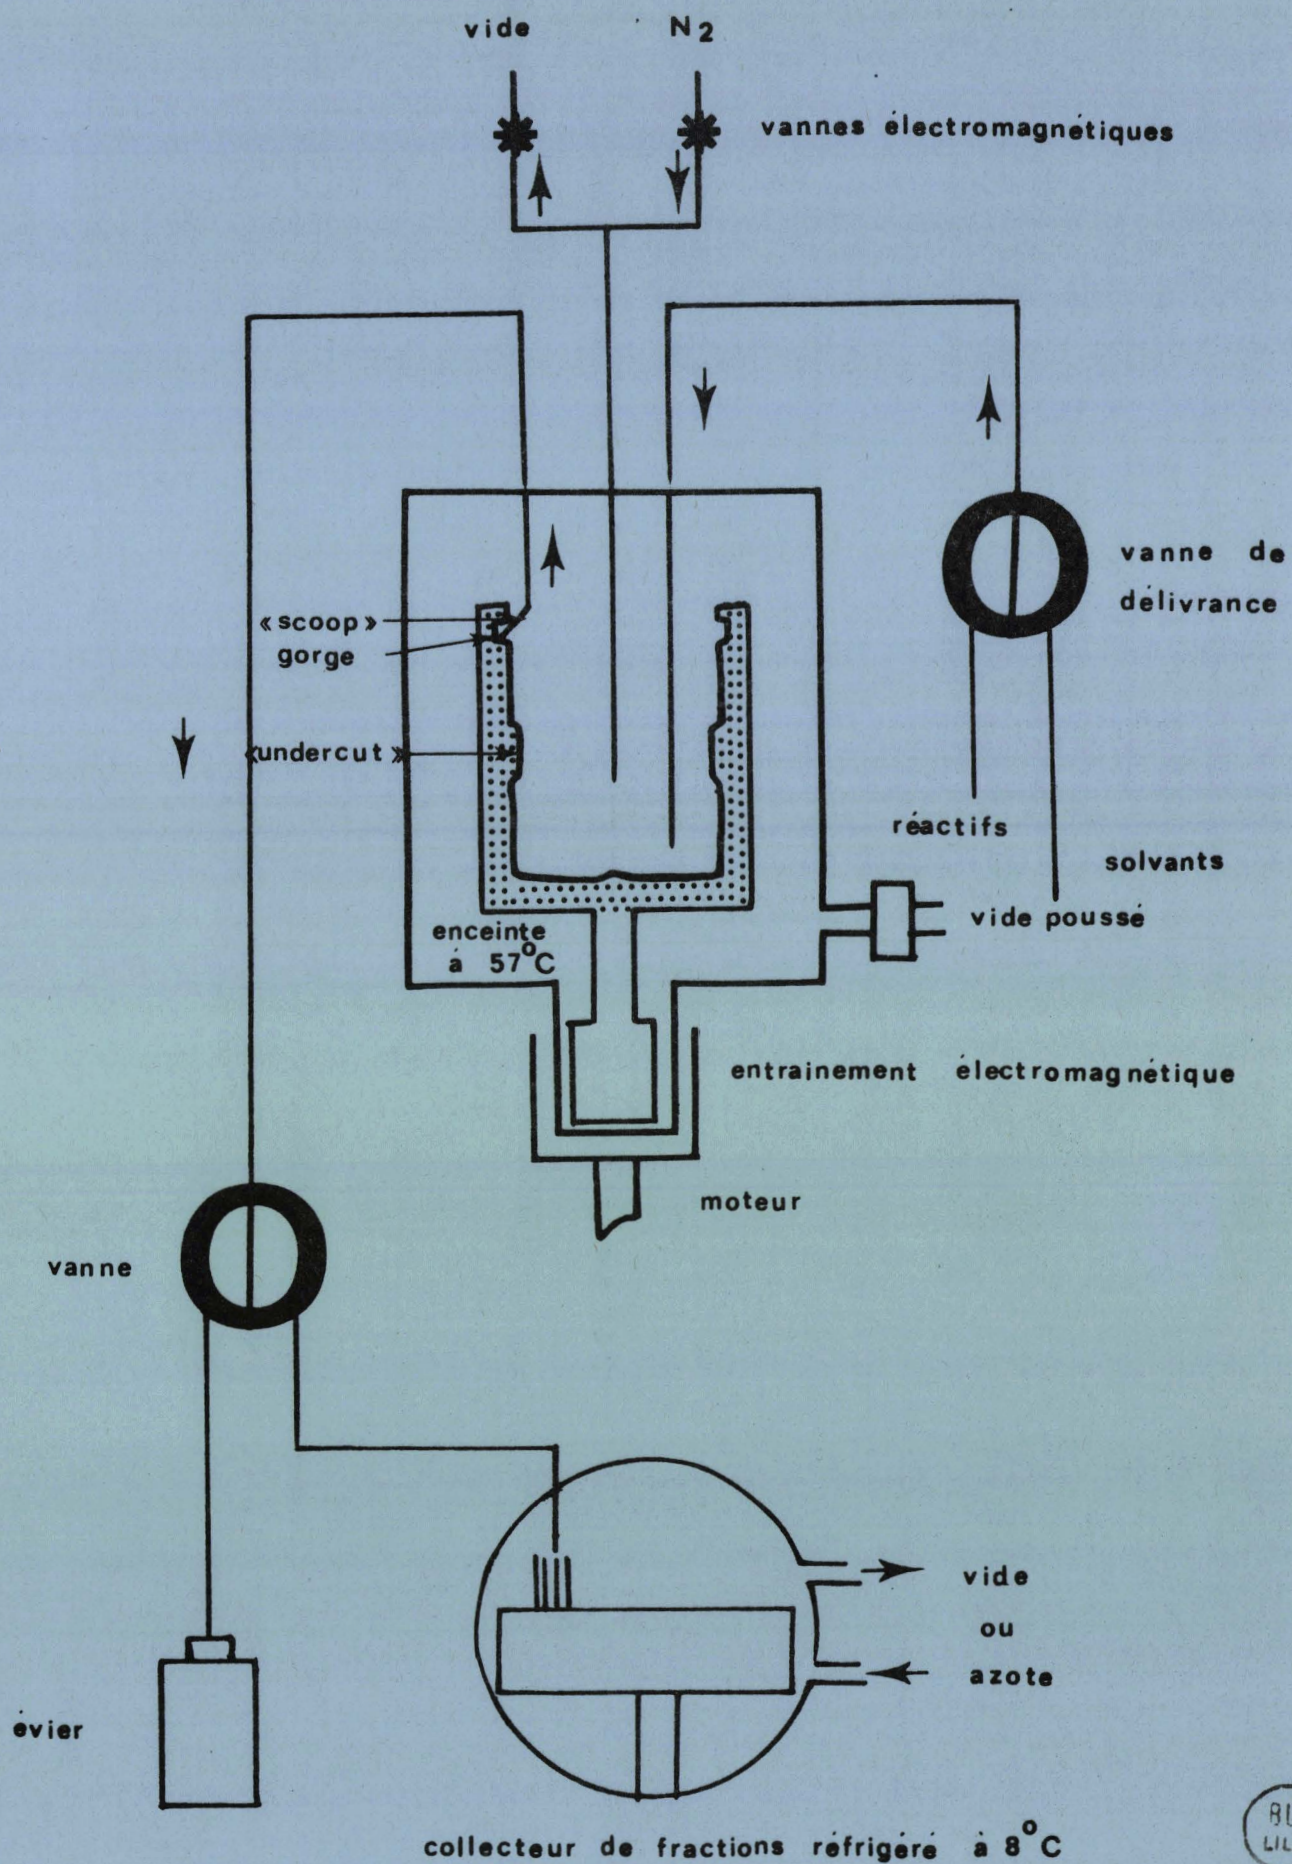 vide N2
vannes électromagnétiques
vanne de
délivrance
«scoop»
gorge
«undercut»
réactifs
solvants
vide poussé
enceinte
à 57°C
entrainement électromagnétique
moteur
vanne
vide
ou
azote
évier
collecteur de fractions réfrigéré à 8°C